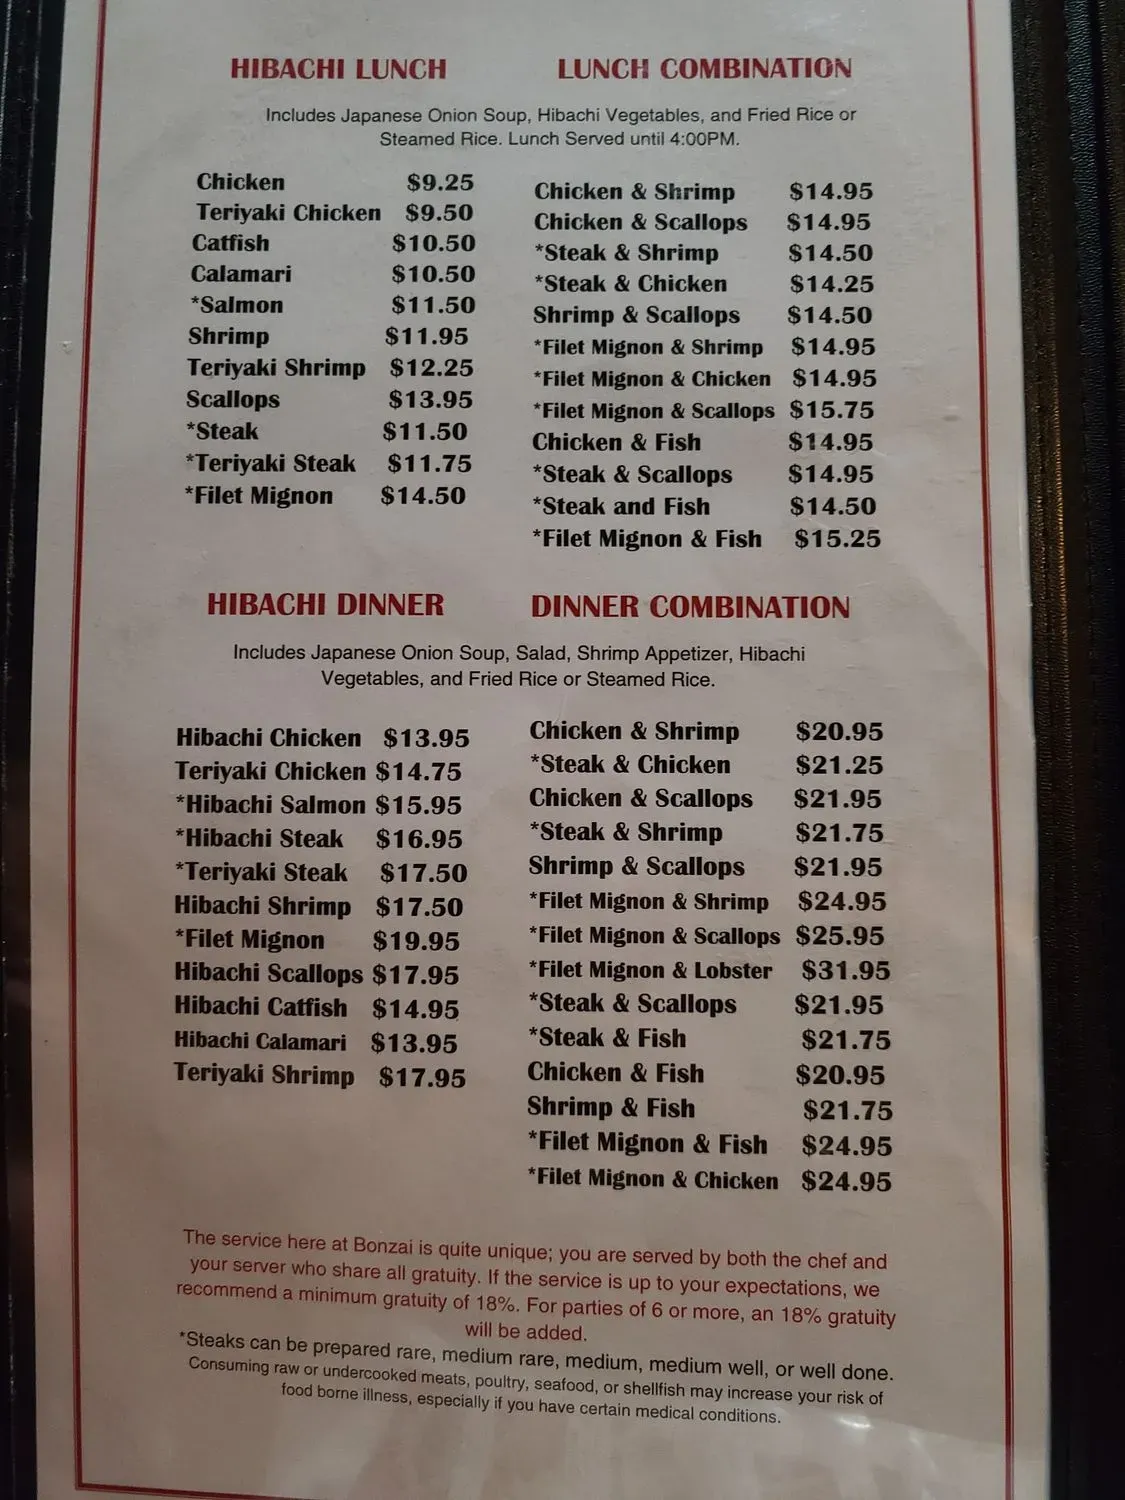 HIBACHI LUNCH
LUNCH COMBINATION
Includes Japanese Onion Soup, Hibachi Vegetables, and Fried Rice or
Steamed Rice. Lunch Served until 4:00PM.
Chicken $9.25
Teriyaki Chicken $9.50
Catfish $10.50
Calamari $10.50
*Salmon $11.50
Shrimp $11.95
Teriyaki Shrimp $12.25
Scallops $13.95
*Steak $11.50
*Teriyaki Steak $11.75
*Filet Mignon $14.50
Chicken & Shrimp $14.95
Chicken & Scallops $14.95
*Steak & Shrimp $14.50
*Steak & Chicken $14.25
Shrimp & Scallops $14.50
*Filet Mignon & Shrimp $14.95
*Filet Mignon & Chicken $14.95
*Filet Mignon & Scallops $15.75
Chicken & Fish $14.95
*Steak & Scallops $14.95
*Steak and Fish $14.50
*Filet Mignon & Fish $15.25
HIBACHI DINNER
DINNER COMBINATION
Includes Japanese Onion Soup, Salad, Shrimp Appetizer, Hibachi
Vegetables, and Fried Rice or Steamed Rice.
Hibachi Chicken $13.95
Teriyaki Chicken $14.75
*Hibachi Salmon $15.95
*Hibachi Steak $16.95
*Teriyaki Steak $17.50
Hibachi Shrimp $17.50
*Filet Mignon $19.95
Hibachi Scallops $17.95
Hibachi Catfish $14.95
Hibachi Calamari $13.95
Teriyaki Shrimp $17.95
Chicken & Shrimp $20.95
*Steak & Chicken $21.25
Chicken & Scallops $21.95
*Steak & Shrimp $21.75
Shrimp & Scallops $21.95
*Filet Mignon & Shrimp $24.95
*Filet Mignon & Scallops $25.95
*Filet Mignon & Lobster $31.95
*Steak & Scallops $21.95
*Steak & Fish $21.75
Chicken & Fish $20.95
Shrimp & Fish $21.75
*Filet Mignon & Fish $24.95
*Filet Mignon & Chicken $24.95
The service here at Bonzai is quite unique; you are served by both the chef and
your server who share all gratuity. If the service is up to your expectations, we
recommend a minimum gratuity of 18%. For parties of 6 or more, an 18% gratuity
will be added.
*Steaks can be prepared rare, medium rare, medium, medium well, or well done.
Consuming raw or undercooked meats, poultry, seafood, or shellfish may increase your risk of
food borne illness, especially if you have certain medical conditions.